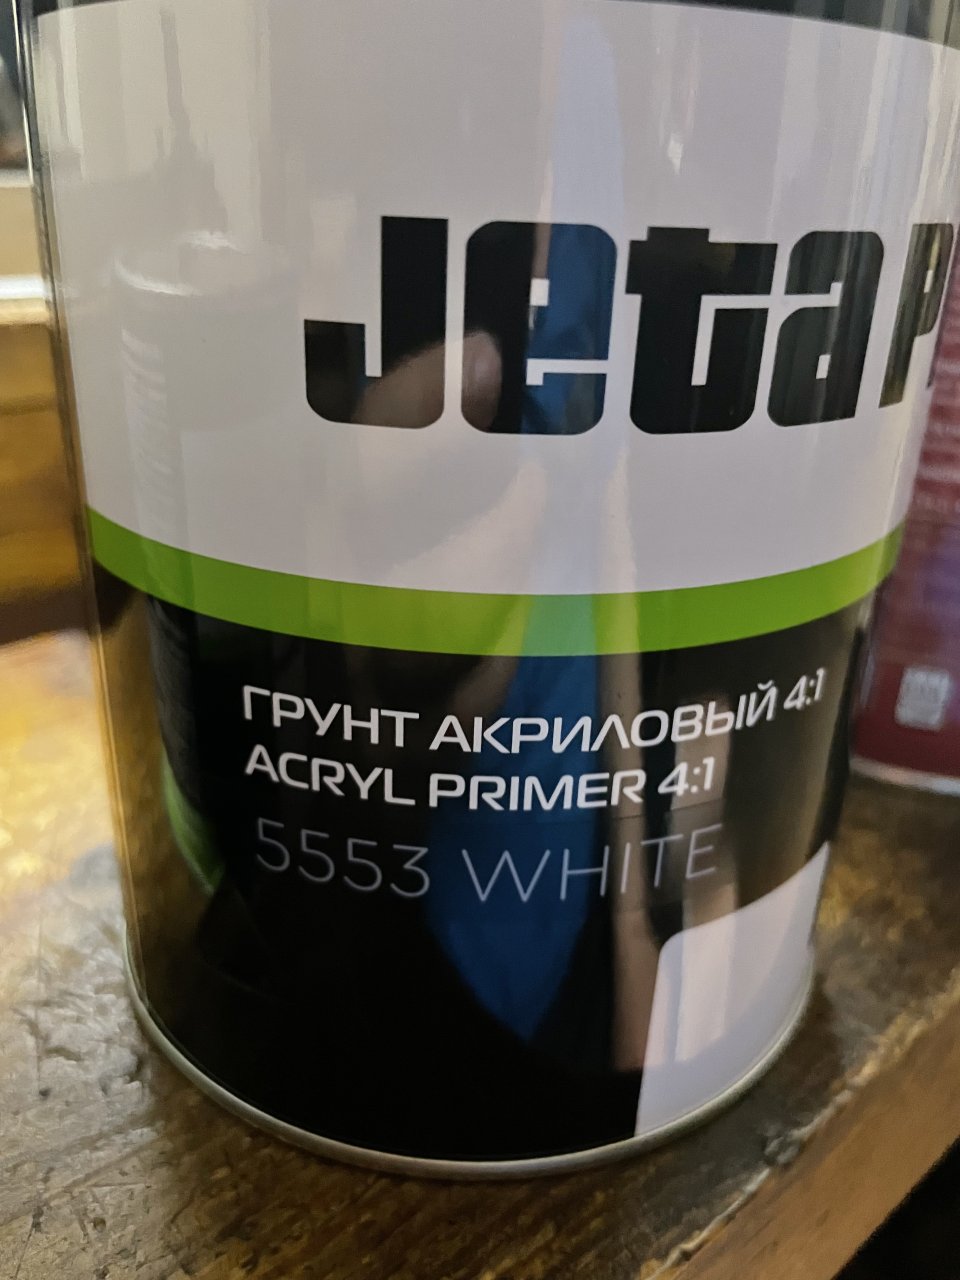 Jeta P
ГРУНТ АКРИЛОВЫЙ 4:1
ACRYL PRIMER 4:1
5553 WHITE